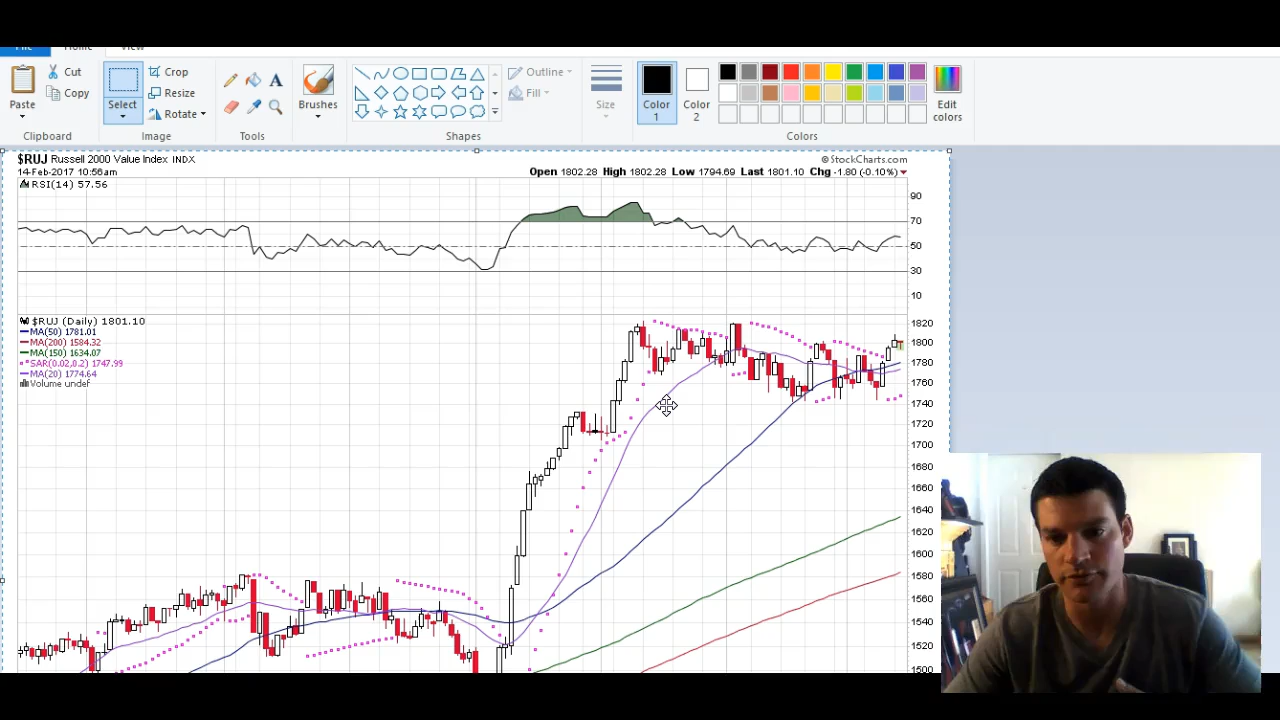 File Home View
Cut
Copy
Paste
Clipboard
Select
Crop
Resize
Rotate
Image
A
Tools
Brushes
Shapes
Outline
Fill
Size
Color
1
Color
2
Edit
colors
Colors
$RUJ Russell 2000 Value Index INDX
© StockCharts.com
14-Feb-2017 10:56am
Open 1802.28 High 1802.28 Low 1794.69 Last 1801.10 Chg -1.80 (-0.10%)
RSI(14) 57.56
90
70
50
30
10
$RUJ (Daily) 1801.10
MA(50) 1781.01
MA(200) 1584.32
MA(150) 1634.07
SAR(0.02,0.2) 1747.99
MA(20) 1774.64
Volume undef
1820
1800
1780
1760
1740
1720
1700
1680
1660
1640
1620
1600
1580
1560
1540
1520
1500